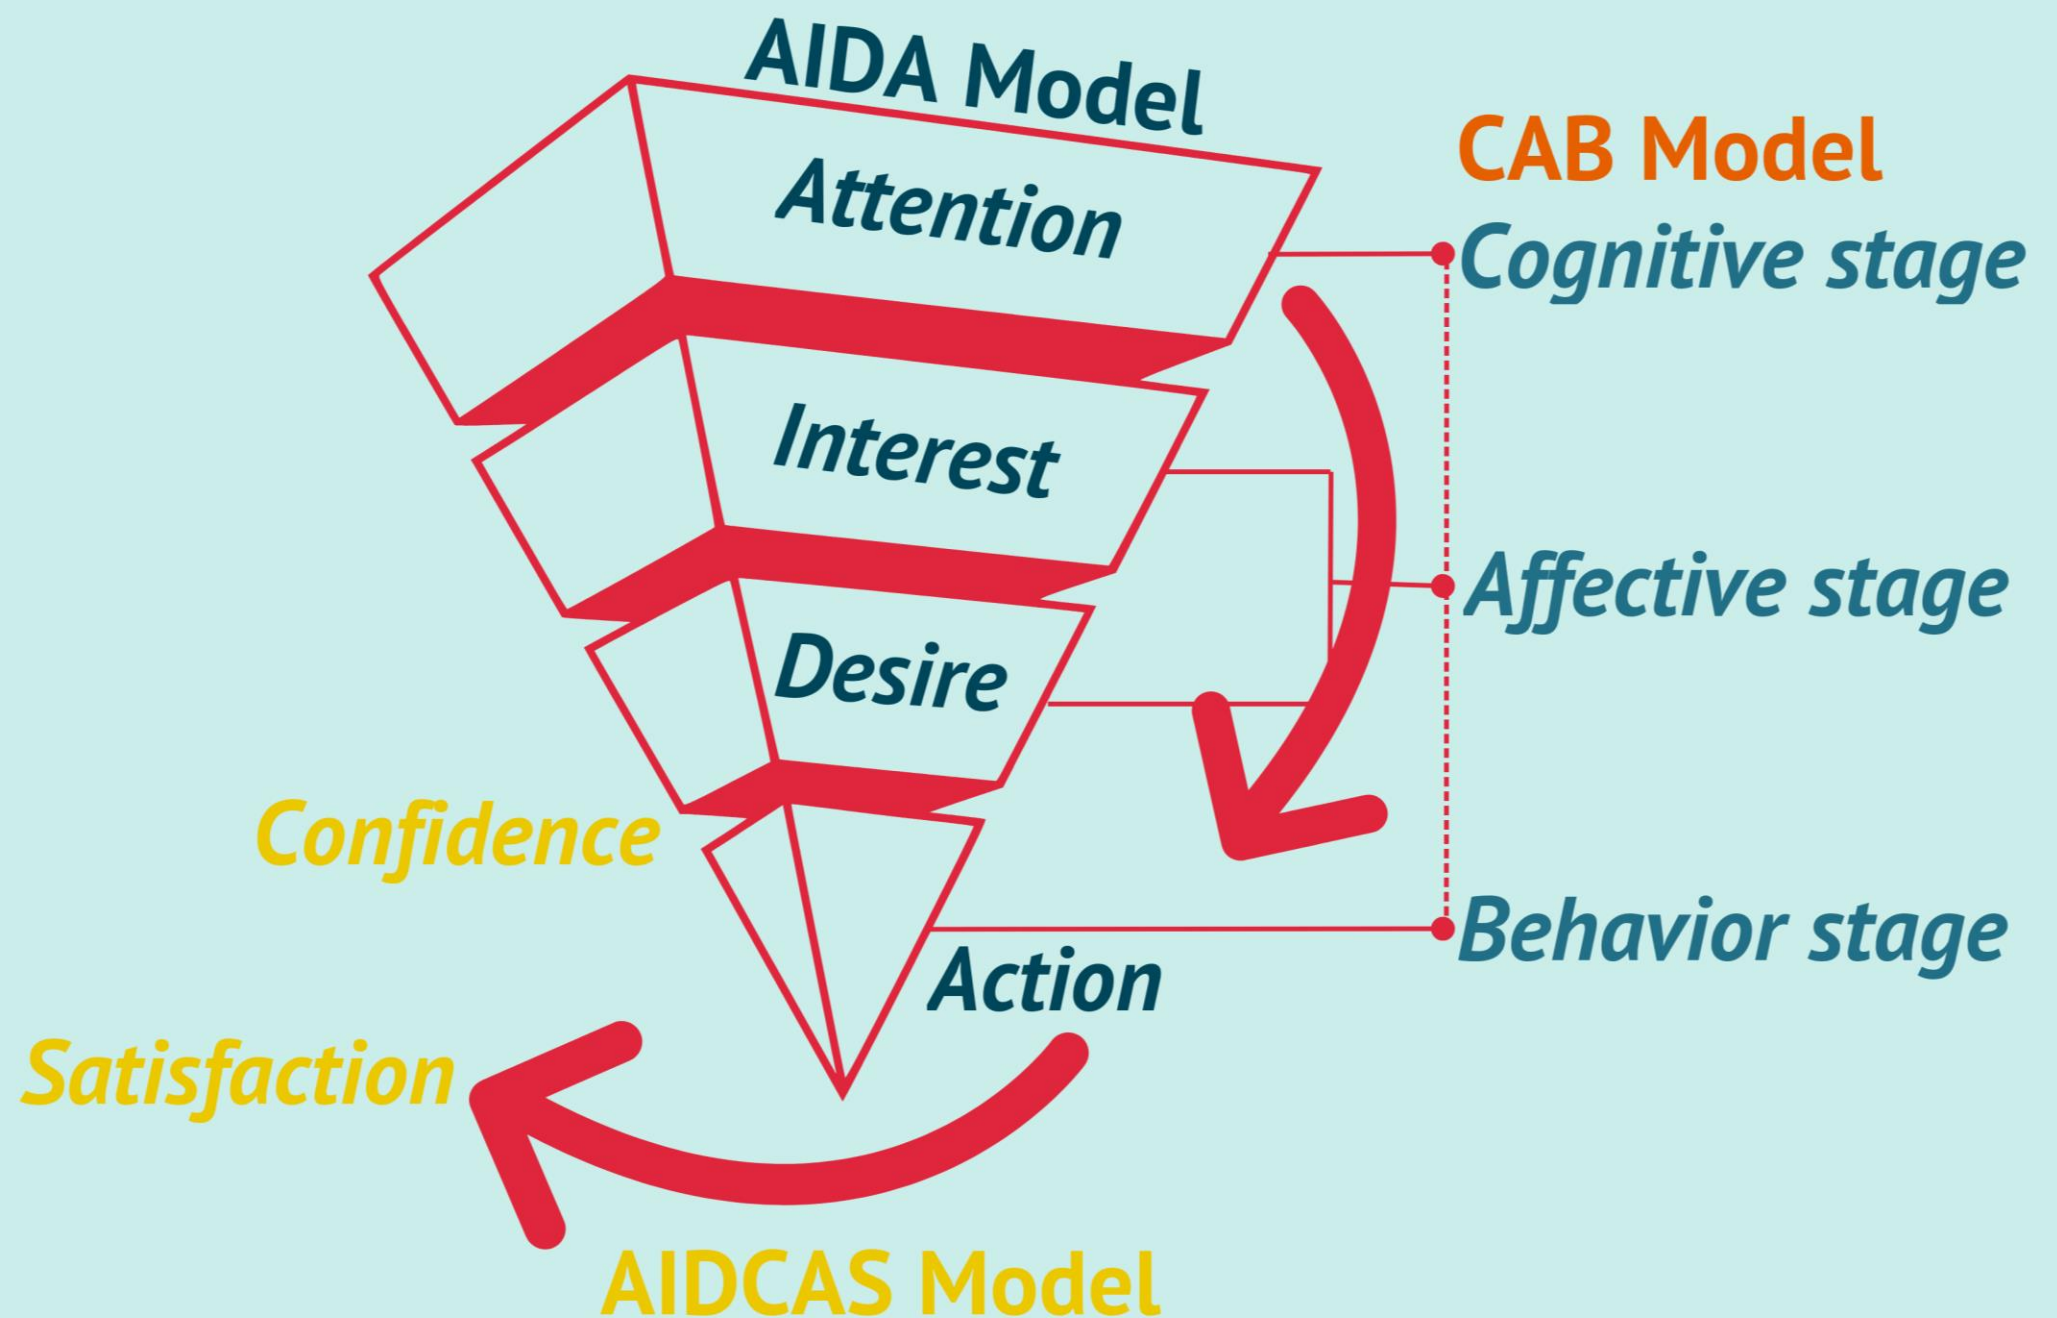 AIDA Model
Attention
Interest
Desire
Action
CAB Model
Cognitive stage
Affective stage
Behavior stage
Confidence
Satisfaction
AIDCAS Model